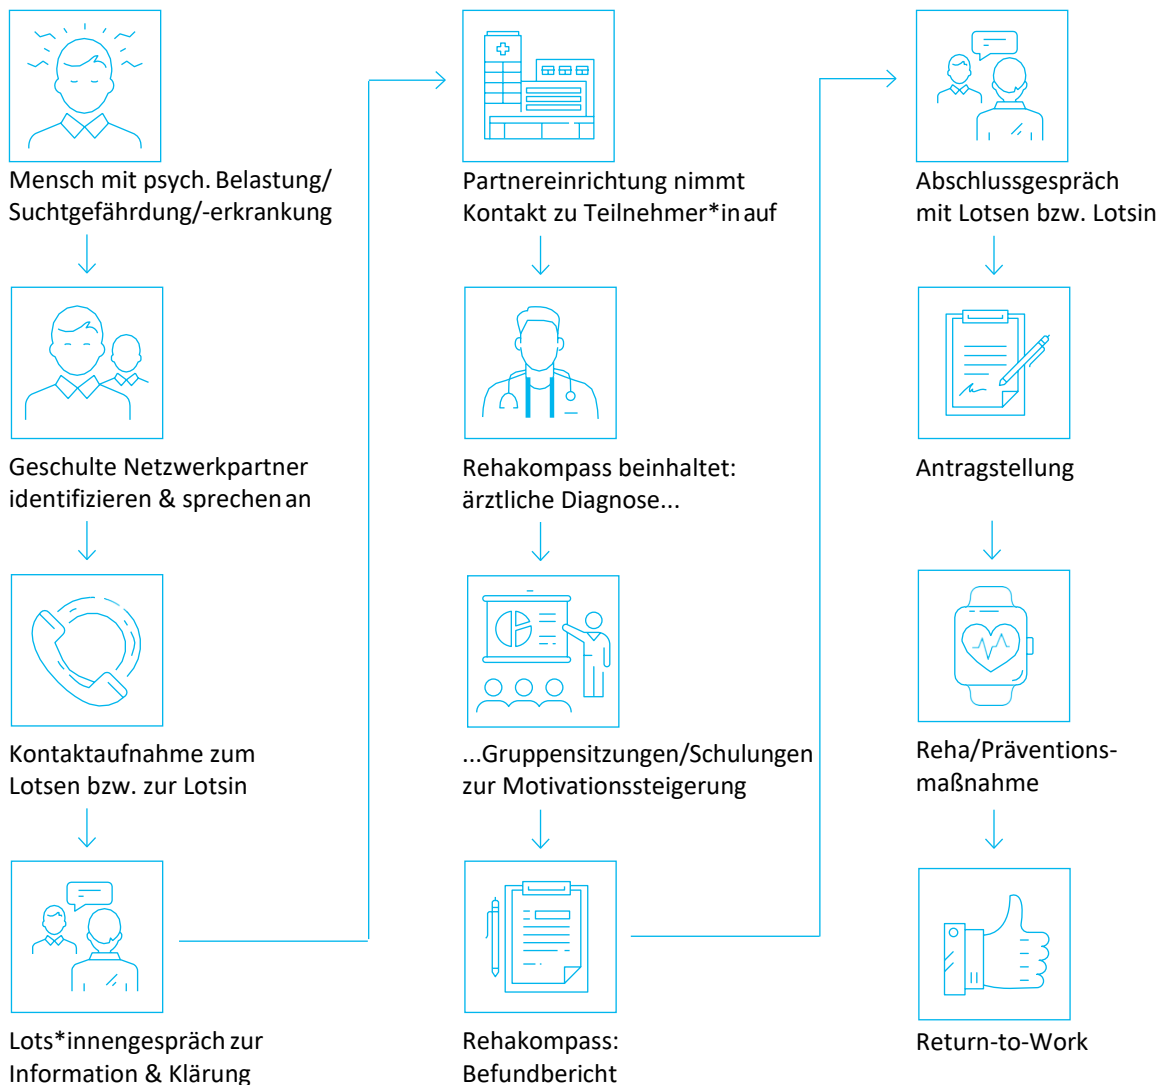 Mensch mit psych. Belastung/
Suchtgefährdung/-erkrankung
Geschulte Netzwerkpartner
identifizieren & sprechen an
Kontaktaufnahme zum
Lotsen bzw. zur Lotsin
Lots*innengespräch zur
Information & Klärung
Partnereinrichtung nimmt
Kontakt zu Teilnehmer*in auf
Rehakompass beinhaltet:
ärztliche Diagnose...
...Gruppensitzungen/Schulungen
zur Motivationssteigerung
Rehakompass:
Befundbericht
Abschlussgespräch
mit Lotsen bzw. Lotsin
Antragstellung
Reha/Präventions-
maßnahme
Return-to-Work